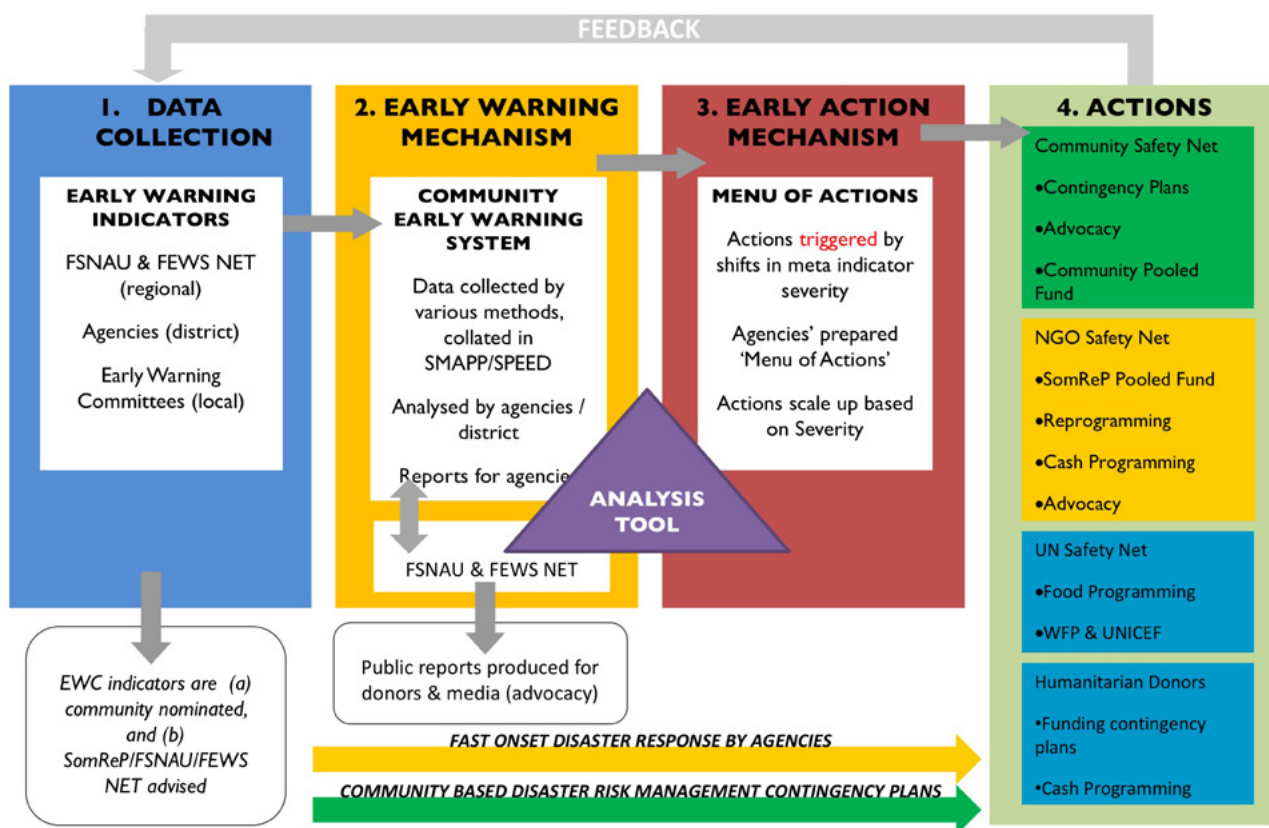 FEEDBACK
1. DATA
COLLECTION
EARLY WARNING
INDICATORS
FSNAU & FEWS NET
(regional)
Agencies (district)
Early Warning
Committees (local)
EWC indicators are (a)
community nominated,
and (b)
SomReP/FSNAU/FEWS
NET advised
2. EARLY WARNING
MECHANISM
COMMUNITY
EARLY WARNING
SYSTEM
Data collected by
various methods,
collated in
SMAPP/SPEED
Analysed by agencies /
district
Reports for agencie
FSNAU & FEWS NET
Public reports produced for
donors & media (advocacy)
3. EARLY ACTION
MECHANISM
MENU OF ACTIONS
Actions triggered by
shifts in meta indicator
severity
Agencies’ prepared
‘Menu of Actions’
Actions scale up based
on Severity
ANALYSIS
TOOL
4. ACTIONS
Community Safety Net
•Contingency Plans
•Advocacy
•Community Pooled
Fund
NGO Safety Net
•SomReP Pooled Fund
•Reprogramming
•Cash Programming
•Advocacy
UN Safety Net
•Food Programming
•WFP & UNICEF
Humanitarian Donors
•Funding contingency
plans
•Cash Programming
FAST ONSET DISASTER RESPONSE BY AGENCIES
COMMUNITY BASED DISASTER RISK MANAGEMENT CONTINGENCY PLANS